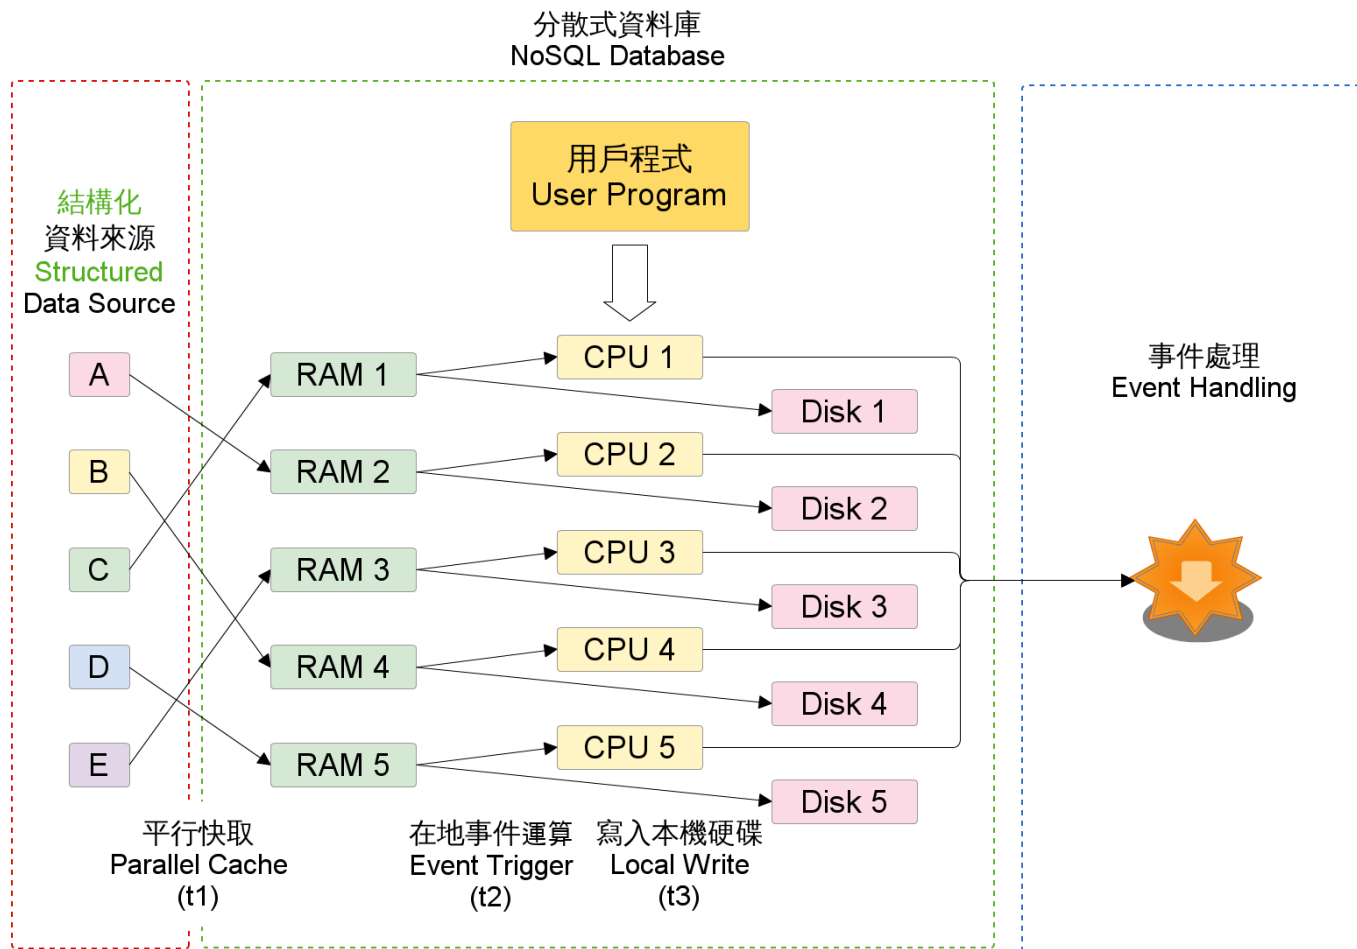 分散式資料庫
NoSQL Database
用戶程式
User Program
結構化
資料來源
Structured
Data Source
A
B
C
D
E
RAM 1
RAM 2
RAM 3
RAM 4
RAM 5
CPU 1
Disk 1
CPU 2
Disk 2
CPU 3
Disk 3
CPU 4
Disk 4
CPU 5
Disk 5
事件處理
Event Handling
平行快取
Parallel Cache
(t1)
在地事件運算
Event Trigger
(t2)
寫入本機硬碟
Local Write
(t3)